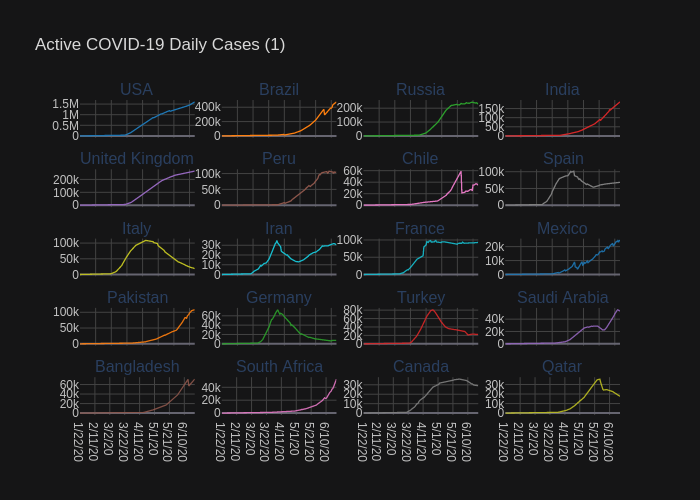 Active COVID-19 Daily Cases (1)
USA
Brazil
Russia
India
1.5M
1M
0.5M
0
400k
200k
0
200k
100k
0
150k
100k
50k
0
United Kingdom
Peru
Chile
Spain
200k
100k
0
100k
50k
0
60k
40k
20k
0
100k
50k
0
Italy
Iran
France
Mexico
100k
50k
0
30k
20k
10k
0
100k
50k
0
20k
10k
0
Pakistan
Germany
Turkey
Saudi Arabia
100k
50k
0
60k
40k
20k
0
80k
60k
40k
20k
0
40k
20k
0
Bangladesh
South Africa
Canada
Qatar
60k
40k
20k
0
40k
20k
0
30k
20k
10k
0
30k
20k
10k
0
1/22/20
2/11/20
3/2/20
3/22/20
4/11/20
5/1/20
5/21/20
6/10/20
1/22/20
2/11/20
3/2/20
3/22/20
4/11/20
5/1/20
5/21/20
6/10/20
1/22/20
2/11/20
3/2/20
3/22/20
4/11/20
5/1/20
5/21/20
6/10/20
1/22/20
2/11/20
3/2/20
3/22/20
4/11/20
5/1/20
5/21/20
6/10/20